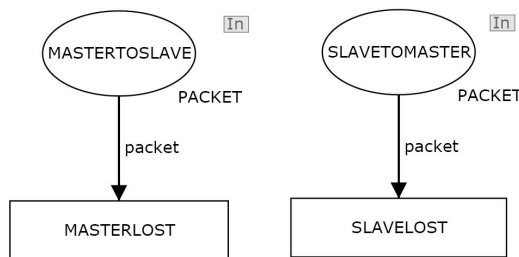 In
MASTERTOSLAVE
PACKET
packet
MASTERLOST
In
SLAVETOMASTER
PACKET
packet
SLAVELOST